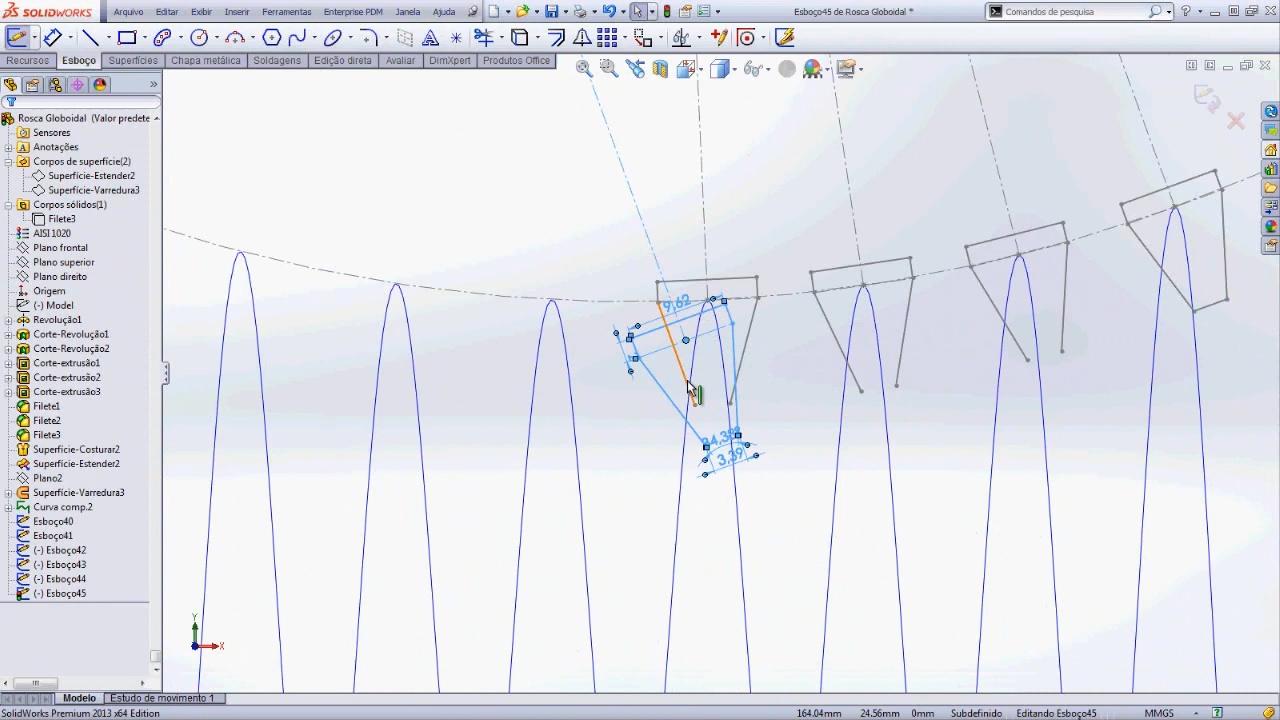 SOLIDWORKS Arquivo Editar Exibir Inserir Ferramentas Enterprise PDM Janela Ajuda Esboço45 de Rosca Globoidal * Comandos de pesquisa
Recursos Esboço Superfícies Chapa metálica Soldagens Edição direta Avaliar DimXpert Produtos Office
Rosca Globoidal (Valor predete
Sensores
Anotações
Corpos de superfície(2)
Superfície-Estender2
Superfície-Varredura3
Corpos sólidos(1)
Filete3
AISI 1020
Plano frontal
Plano superior
Plano direito
Origem
(-) Model
Revolução1
Corte-Revolução1
Corte-Revolução2
Corte-extrusão1
Corte-extrusão2
Corte-extrusão3
Filete1
Filete2
Filete3
Superfície-Costurar2
Superfície-Estender2
Plano2
Superfície-Varredura3
Curva comp.2
Esboço40
Esboço41
(-) Esboço42
(-) Esboço43
(-) Esboço44
(-) Esboço45
9,62
3,39
Y
X
Modelo Estudo de movimento 1
SolidWorks Premium 2013 x64 Edition 164.04mm 24.56mm 0mm Subdefinido Editando Esboço45 MMGS